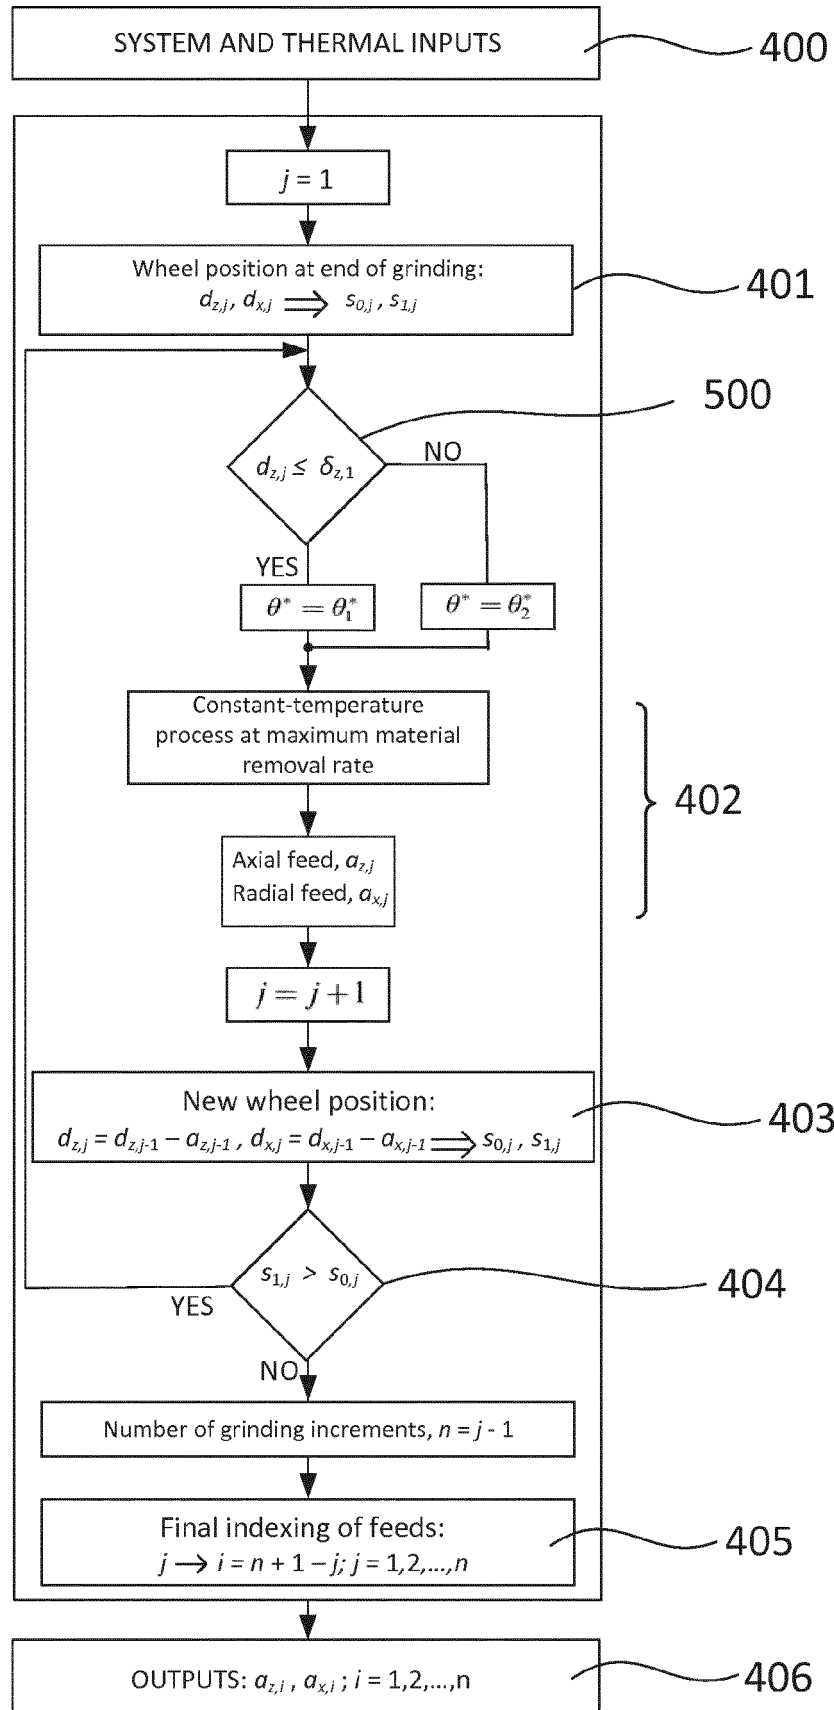 SYSTEM AND THERMAL INPUTS
400
j = 1
Wheel position at end of grinding:
d_{z,j}, d_{x,j} ⟹ s_{0,j}, s_{1,j}
401
500
d_{z,j} ≤ δ_{z,1}
NO
YES
θ* = θ₁*
θ* = θ₂*
Constant-temperature
process at maximum material
removal rate
402
Axial feed, a_{z,j}
Radial feed, a_{x,j}
j = j + 1
New wheel position:
d_{z,j} = d_{z,j-1} – a_{z,j-1}, d_{x,j} = d_{x,j-1} – a_{x,j-1} ⟹ s_{0,j}, s_{1,j}
403
s_{1,j} > s_{0,j}
404
YES
NO
Number of grinding increments, n = j - 1
Final indexing of feeds:
j → i = n + 1 – j; j = 1,2,...,n
405
OUTPUTS: a_{z,i}, a_{x,i} ; i = 1,2,...,n
406